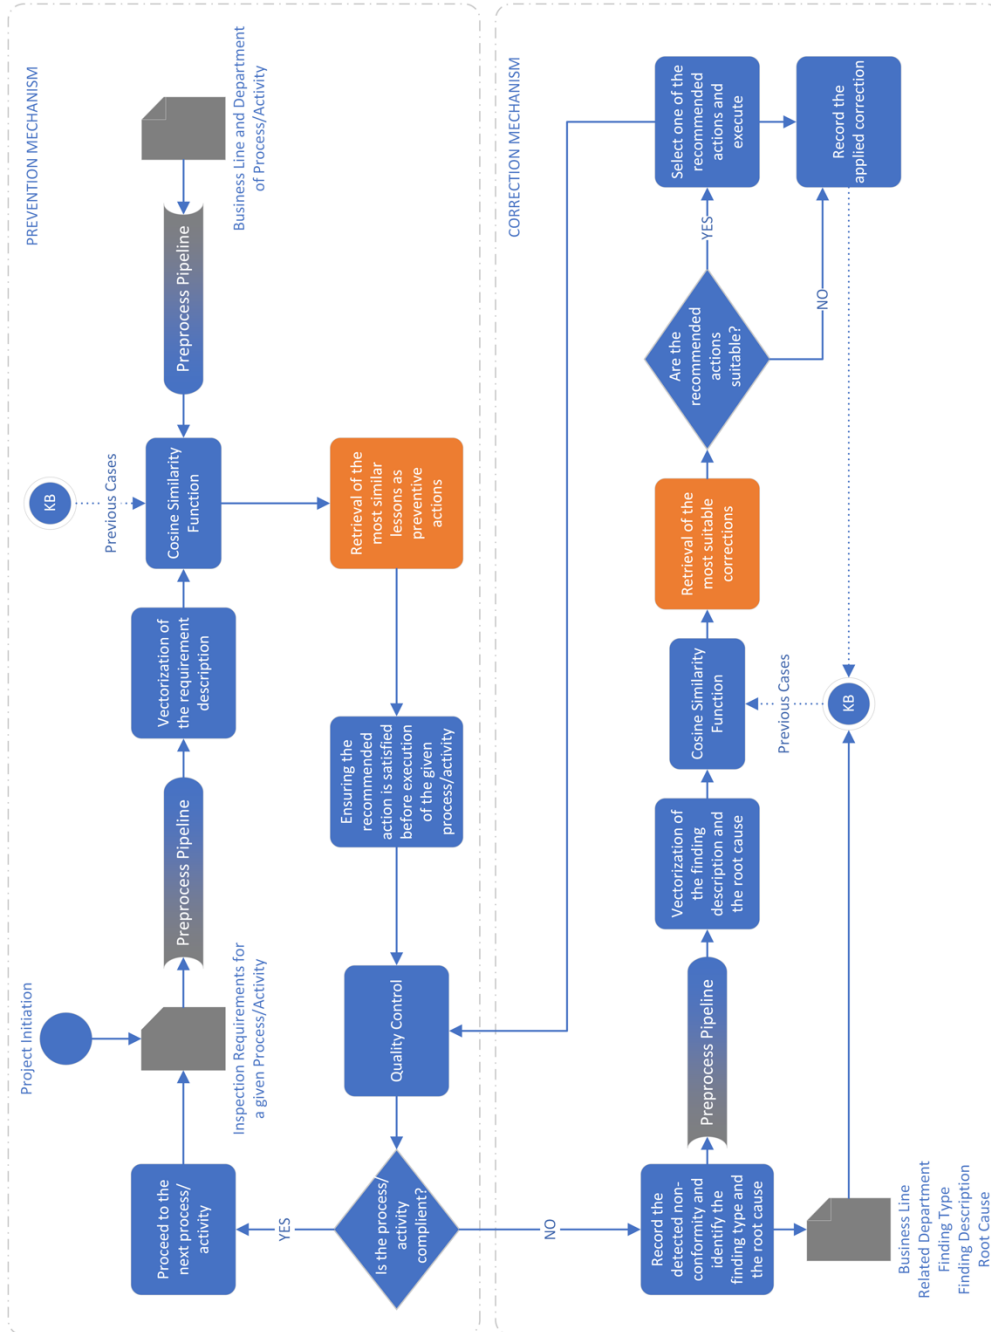 PREVENTION MECHANISM
Project Initiation
Inspection Requirements for
a given Process/Activity
Preprocess Pipeline
Vectorization of
the requirement
description
KB
Previous Cases
Cosine Similarity
Function
Preprocess Pipeline
Business Line and Department
of Process/Activity
Retrieval of the
most similar
lessons as
preventive
actions
Ensuring the
recommended
action is satisfied
before execution
of the given
process/activity
Quality Control
Is the process/
activity
complient?
YES
Proceed to the
next process/
activity
NO
CORRECTION MECHANISM
Record the
detected non-
conformity and
identify the
finding type and
the root cause
Preprocess Pipeline
Vectorization of
the finding
description and
the root cause
Cosine Similarity
Function
Previous Cases
KB
Retrieval of the
most suitable
corrections
Are the
recommended
actions
suitable?
YES
NO
Select one of the
recommended
actions and
execute
Record the
applied correction
Business Line
Related Department
Finding Type
Finding Description
Root Cause